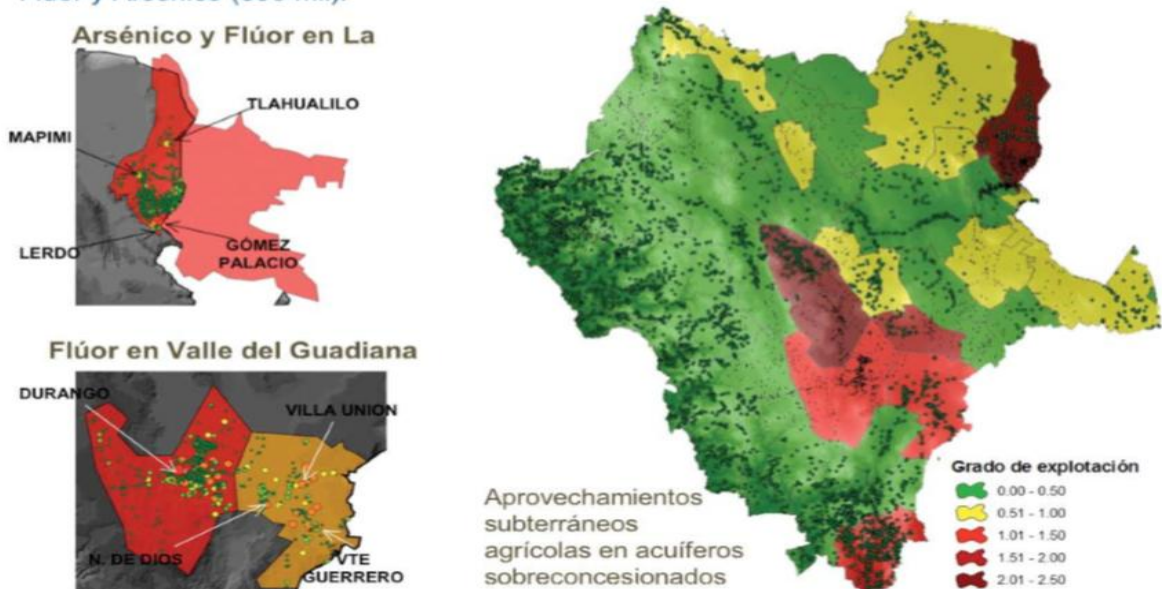 Arsénico y Flúor en La
TLAHUALILO
MAPIMI
LERDO
GÓMEZ
PALACIO
Flúor en Valle del Guadiana
DURANGO
VILLA UNION
N. DE DIOS
VTE
GUERRERO
Aprovechamientos
subterráneos
agrícolas en acuíferos
sobreconcesionados
Grado de explotación
0.00 - 0.50
0.51 - 1.00
1.01 - 1.50
1.51 - 2.00
2.01 - 2.50